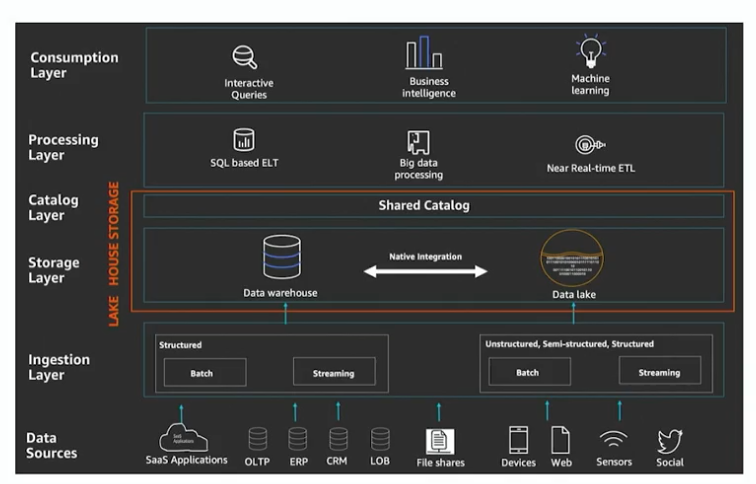 Consumption
Layer
Interactive
Queries
Business
intelligence
Machine
learning
Processing
Layer
SQL based ELT
Big data
processing
Near Real-time ETL
Catalog
Layer
Shared Catalog
LAKE HOUSE STORAGE
Storage
Layer
Native Integration
Data warehouse
Data lake
Ingestion
Layer
Structured
Batch
Streaming
Unstructured, Semi-structured, Structured
Batch
Streaming
Data
Sources
SaaS
Applications
SaaS Applications
OLTP
ERP
CRM
LOB
File shares
Devices
Web
Sensors
Social